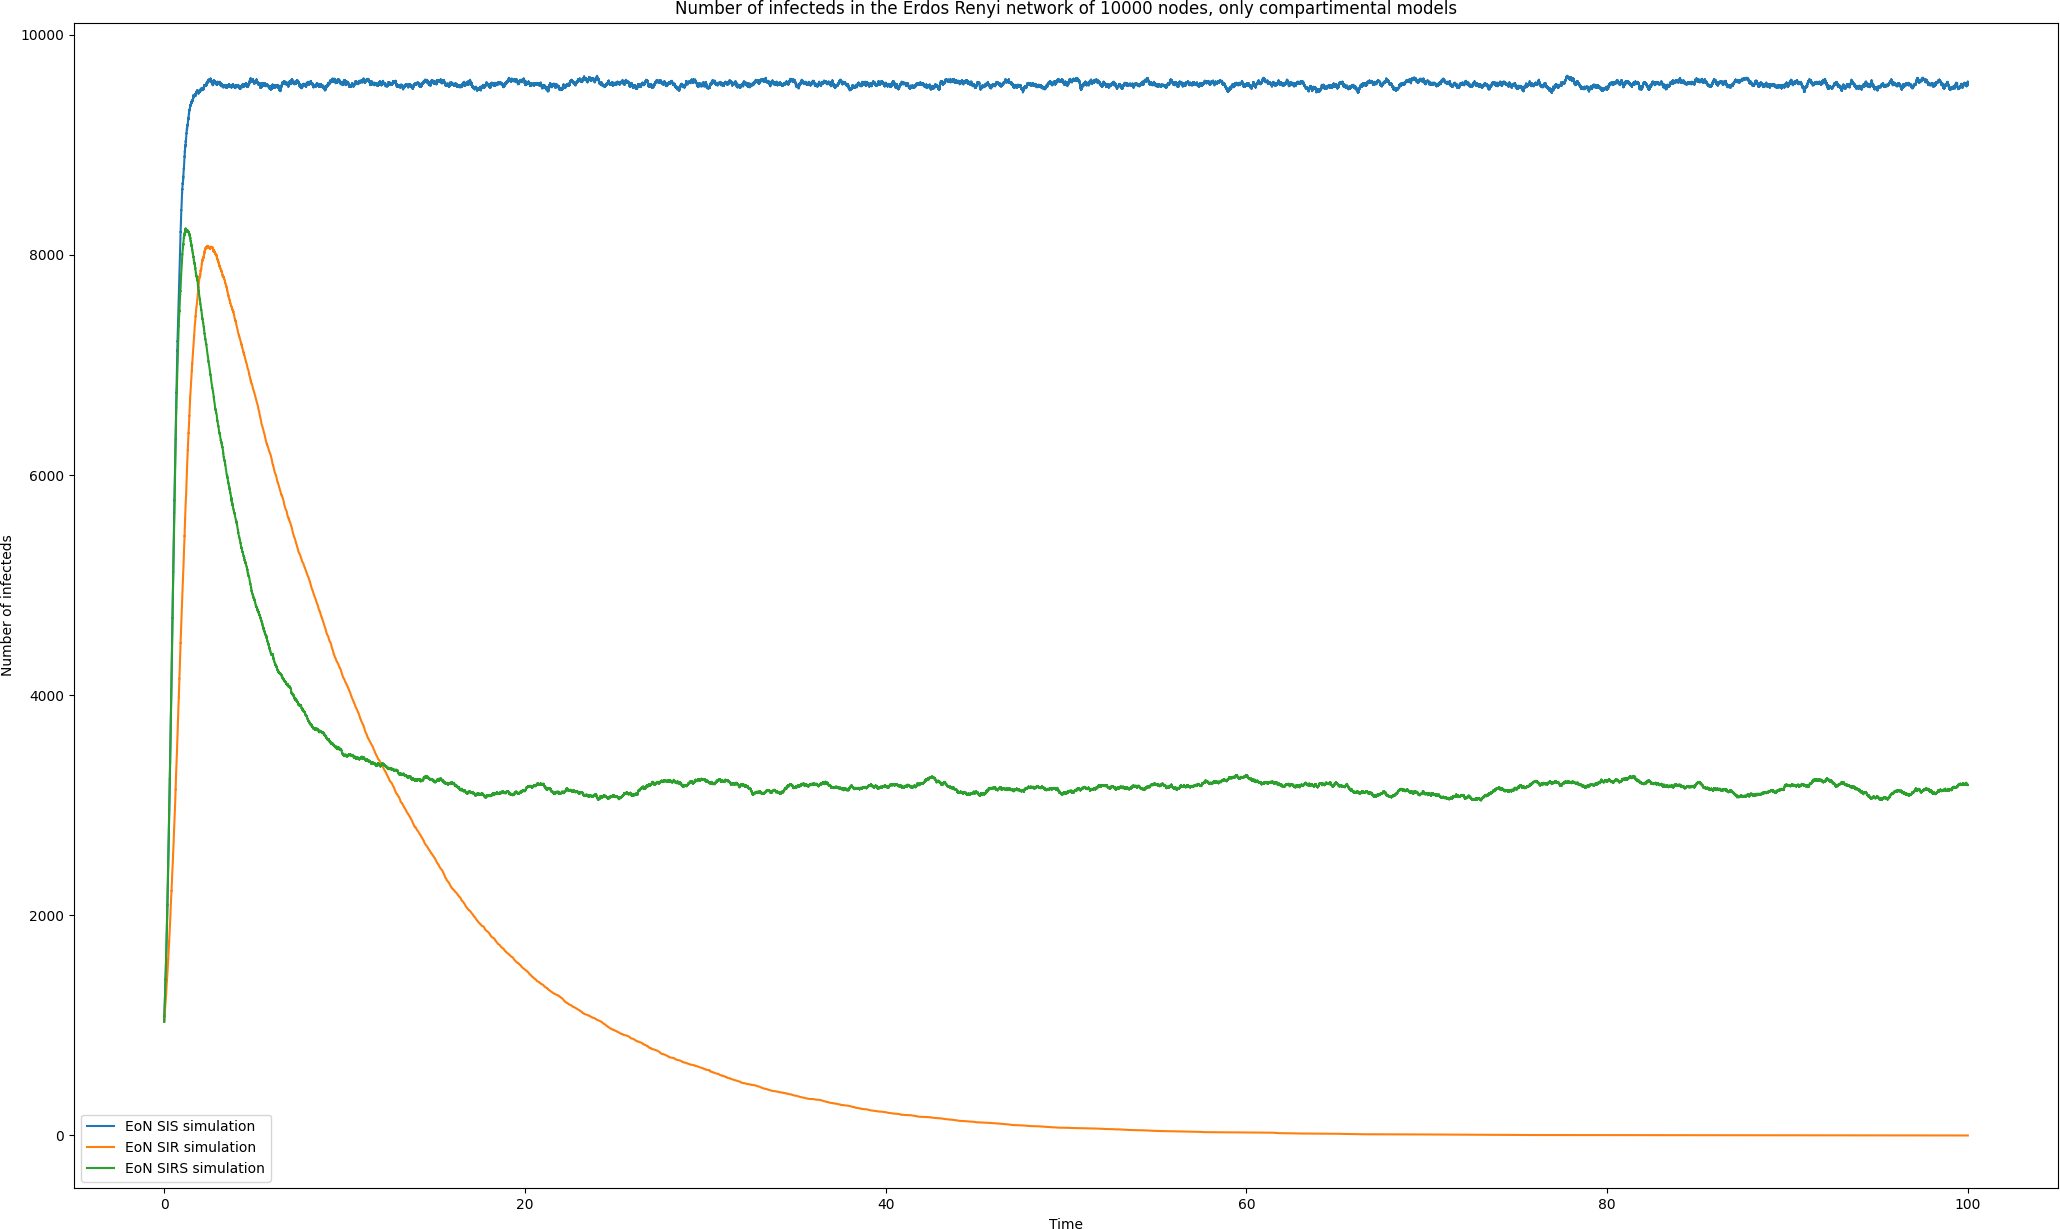 Number of infecteds in the Erdos Renyi network of 10000 nodes, only compartimental models
10000
8000
6000
4000
2000
0
Number of infecteds
EoN SIS simulation
EoN SIR simulation
EoN SIRS simulation
0 20 40 60 80 100
Time